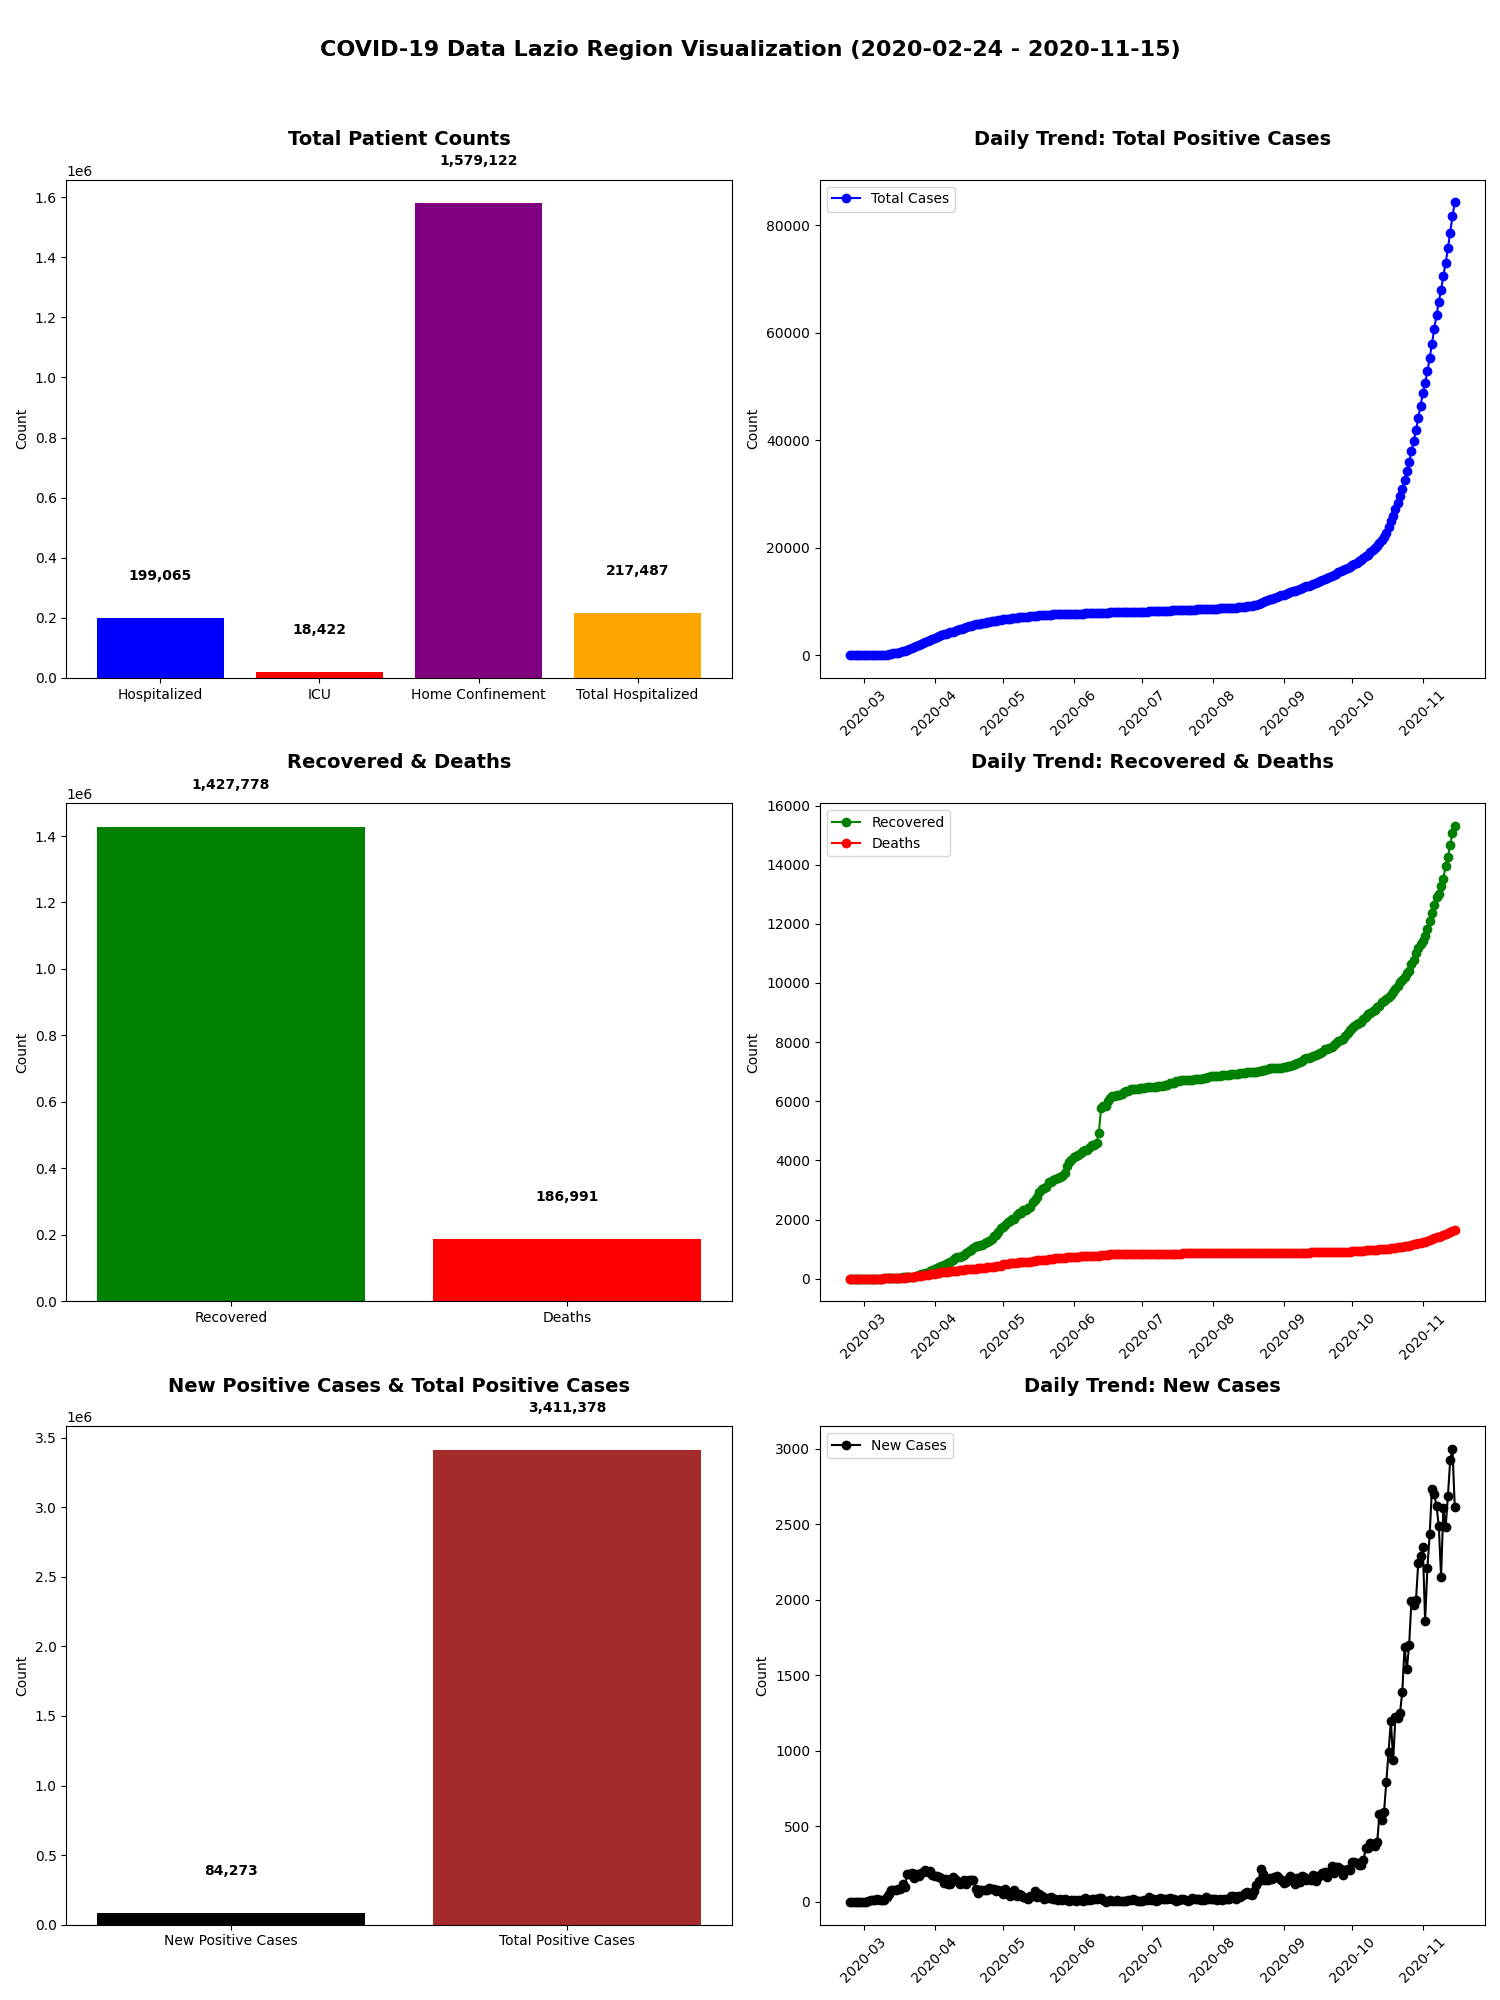 COVID-19 Data Lazio Region Visualization (2020-02-24 - 2020-11-15)
Total Patient Counts
1e6
1,579,122
1.6
1.4
1.2
1.0
0.8
0.6
0.4
0.2
0.0
Count
199,065
18,422
217,487
Hospitalized
ICU
Home Confinement
Total Hospitalized
Daily Trend: Total Positive Cases
Total Cases
80000
60000
40000
20000
0
Count
2020-03
2020-04
2020-05
2020-06
2020-07
2020-08
2020-09
2020-10
2020-11
Recovered & Deaths
1e6
1,427,778
1.4
1.2
1.0
0.8
0.6
0.4
0.2
0.0
Count
186,991
Recovered
Deaths
Daily Trend: Recovered & Deaths
Recovered
Deaths
16000
14000
12000
10000
8000
6000
4000
2000
0
Count
2020-03
2020-04
2020-05
2020-06
2020-07
2020-08
2020-09
2020-10
2020-11
New Positive Cases & Total Positive Cases
1e6
3,411,378
3.5
3.0
2.5
2.0
1.5
1.0
0.5
0.0
Count
84,273
New Positive Cases
Total Positive Cases
Daily Trend: New Cases
New Cases
3000
2500
2000
1500
1000
500
0
Count
2020-03
2020-04
2020-05
2020-06
2020-07
2020-08
2020-09
2020-10
2020-11